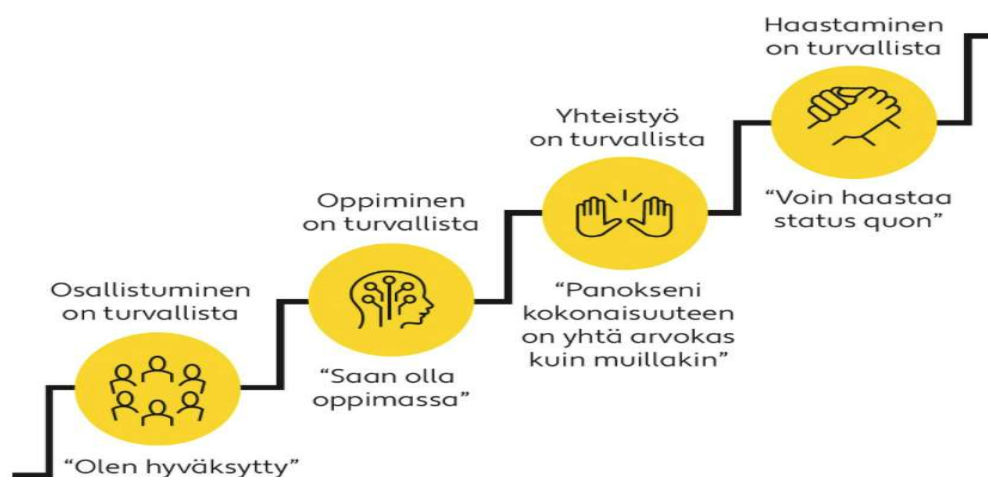 Osallistuminen
on turvallista
“Olen hyväksytty”
Oppiminen
on turvallista
“Saan olla
oppimassa”
Yhteistyö
on turvallista
“Panokseni
kokonaisuuteen
on yhtä arvokas
kuin muillakin”
Haastaminen
on turvallista
“Voin haastaa
status quon”